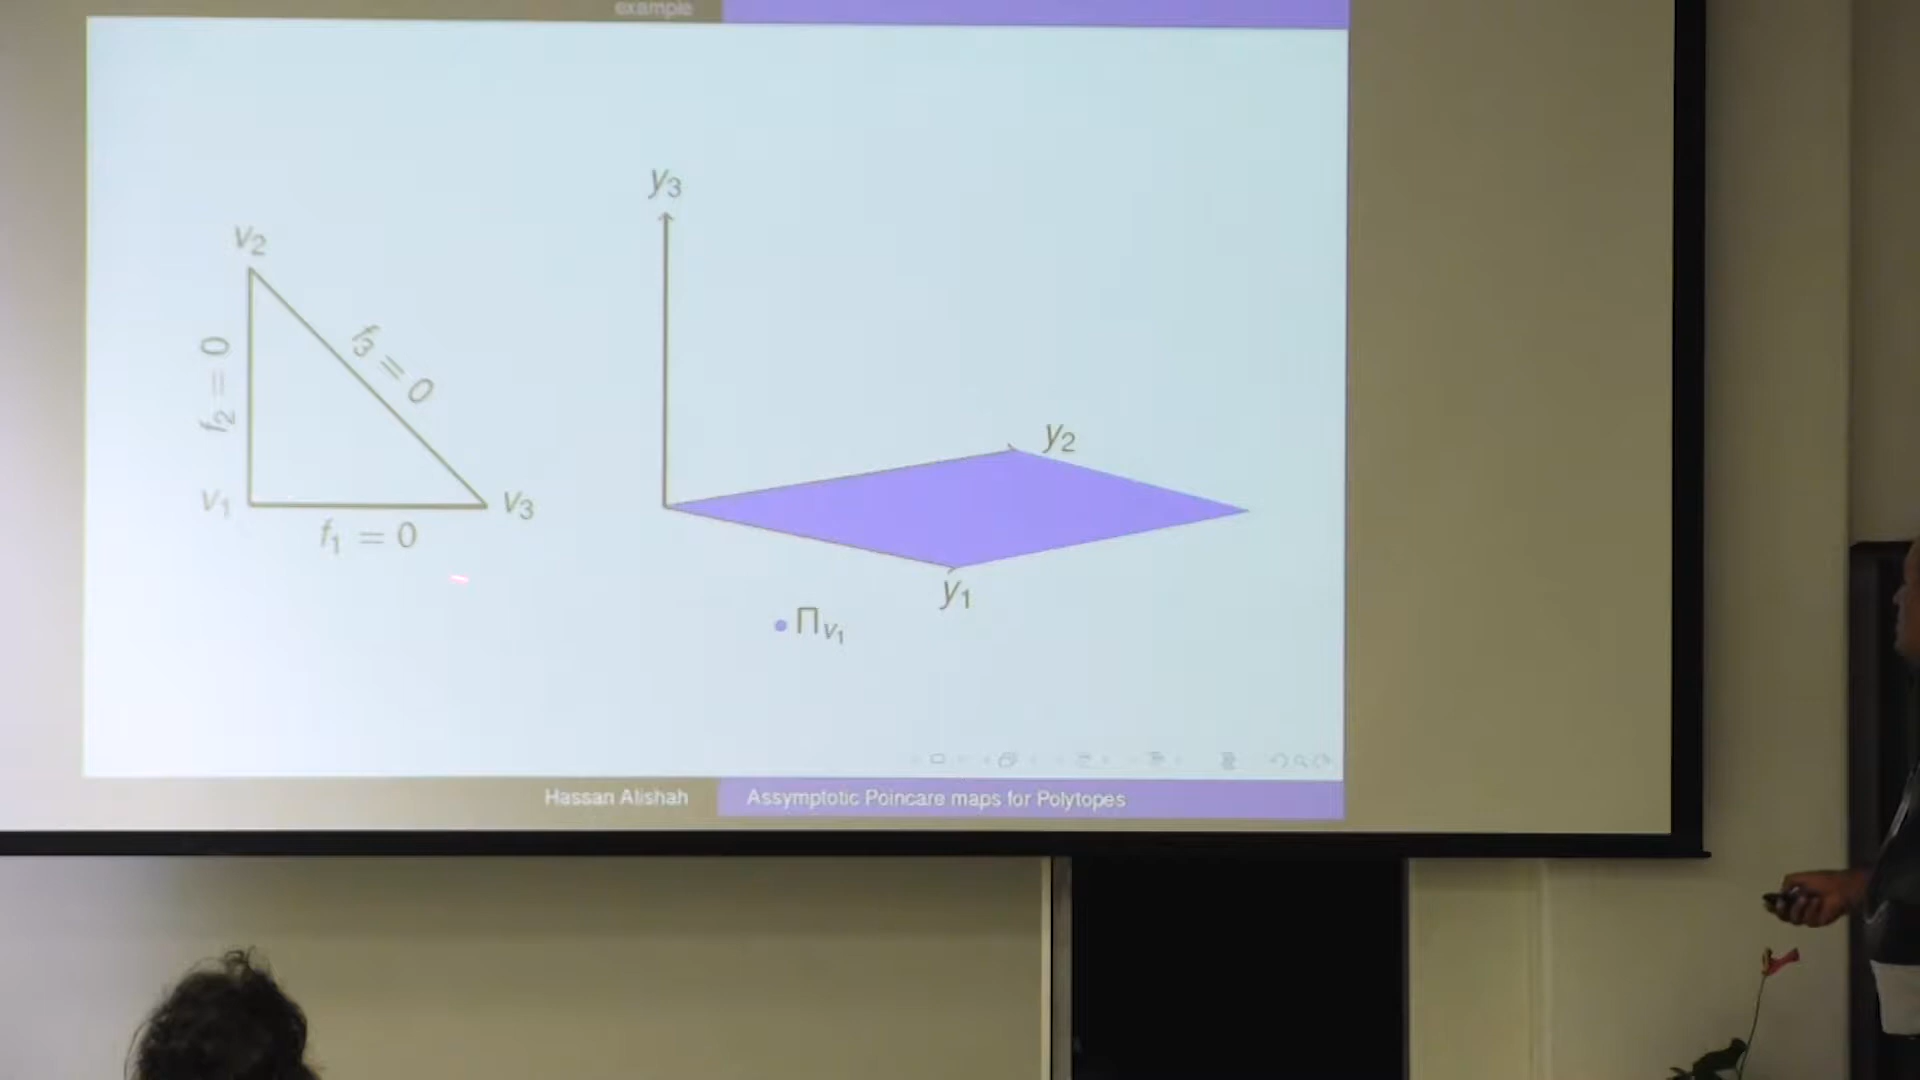 example
y₃
v₂
f₃ = 0
f₂ = 0
y₂
v₁
v₃
f₁ = 0
y₁
Πv₁
Hassan Alishah
Assymptotic Poincare maps for Polytopes